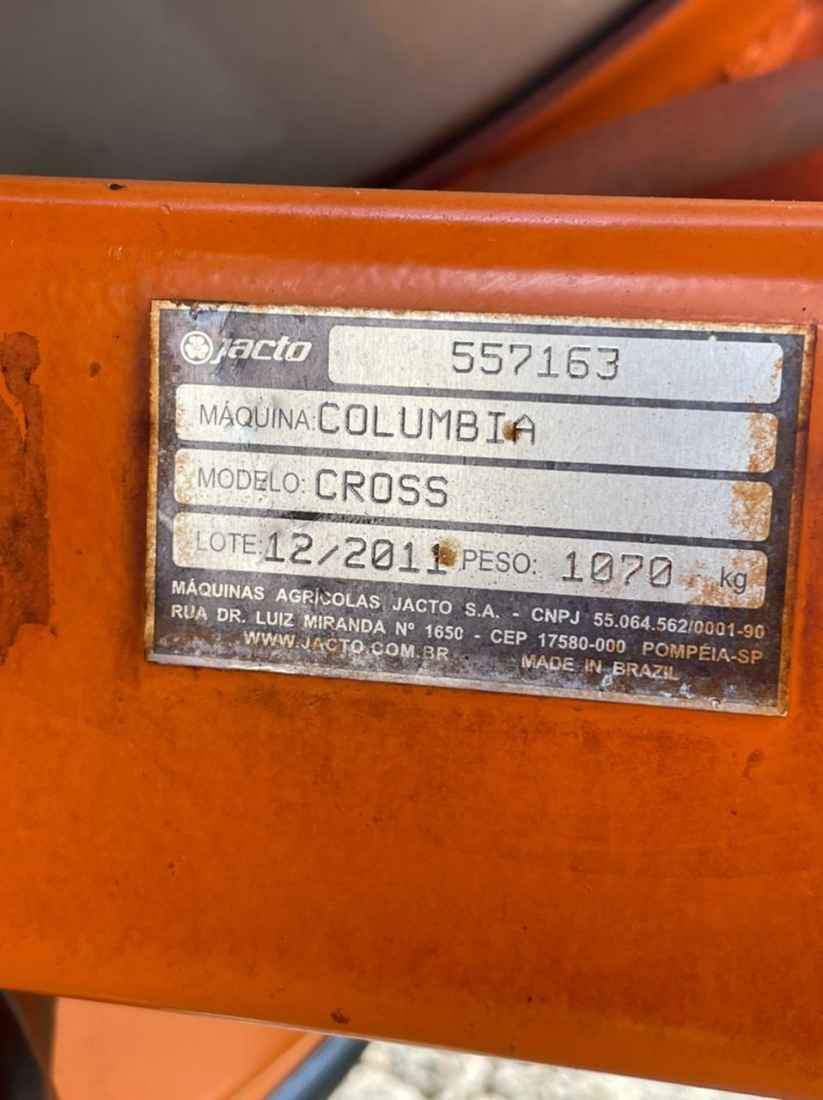 Jacto 557163
MÁQUINA: COLUMBIA
MODELO: CROSS
LOTE: 12/2011 PESO: 1070 kg
MÁQUINAS AGRÍCOLAS JACTO S.A. - CNPJ 55.064.562/0001-90
RUA DR. LUIZ MIRANDA Nº 1650 - CEP 17580-000 POMPÉIA-SP
WWW.JACTO.COM.BR MADE IN BRAZIL